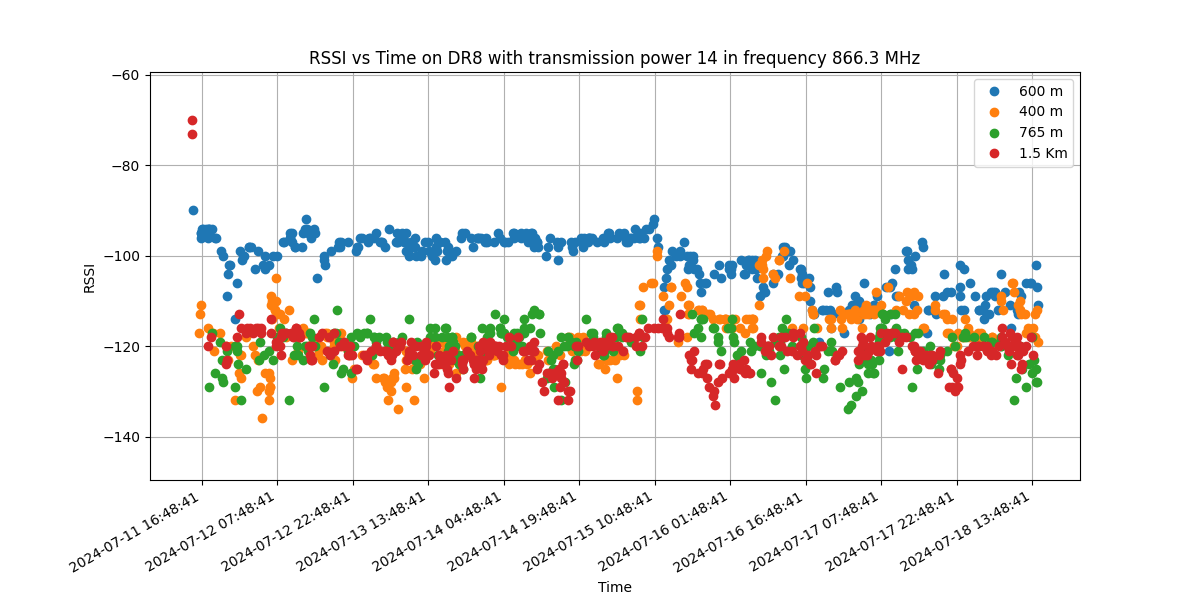 RSSI vs Time on DR8 with transmission power 14 in frequency 866.3 MHz
−60
−80
−100
−120
−140
RSSI
600 m
400 m
765 m
1.5 Km
2024-07-11 16:48:41
2024-07-12 07:48:41
2024-07-12 22:48:41
2024-07-13 13:48:41
2024-07-14 04:48:41
2024-07-14 19:48:41
2024-07-15 10:48:41
2024-07-16 01:48:41
2024-07-16 16:48:41
2024-07-17 07:48:41
2024-07-17 22:48:41
2024-07-18 13:48:41
Time